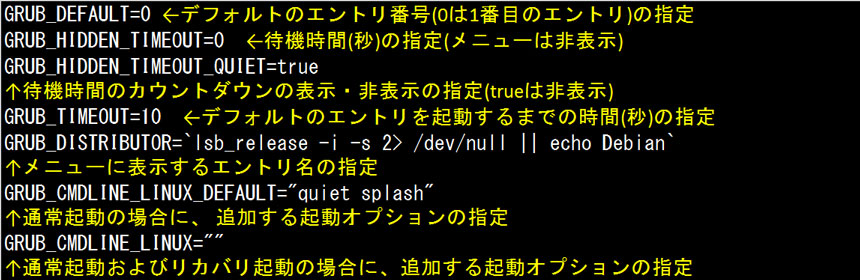 GRUB_DEFAULT=0 ←デフォルトのエントリ番号(0は1番目のエントリ)の指定
GRUB_HIDDEN_TIMEOUT=0 ←待機時間(秒)の指定(メニューは非表示)
GRUB_HIDDEN_TIMEOUT_QUIET=true
↑待機時間のカウントダウンの表示・非表示の指定(trueは非表示)
GRUB_TIMEOUT=10 ←デフォルトのエントリを起動するまでの時間(秒)の指定
GRUB_DISTRIBUTOR=`lsb_release -i -s 2> /dev/null || echo Debian`
↑メニューに表示するエントリ名の指定
GRUB_CMDLINE_LINUX_DEFAULT="quiet splash"
↑通常起動の場合に、追加する起動オプションの指定
GRUB_CMDLINE_LINUX=""
↑通常起動およびリカバリ起動の場合に、追加する起動オプションの指定